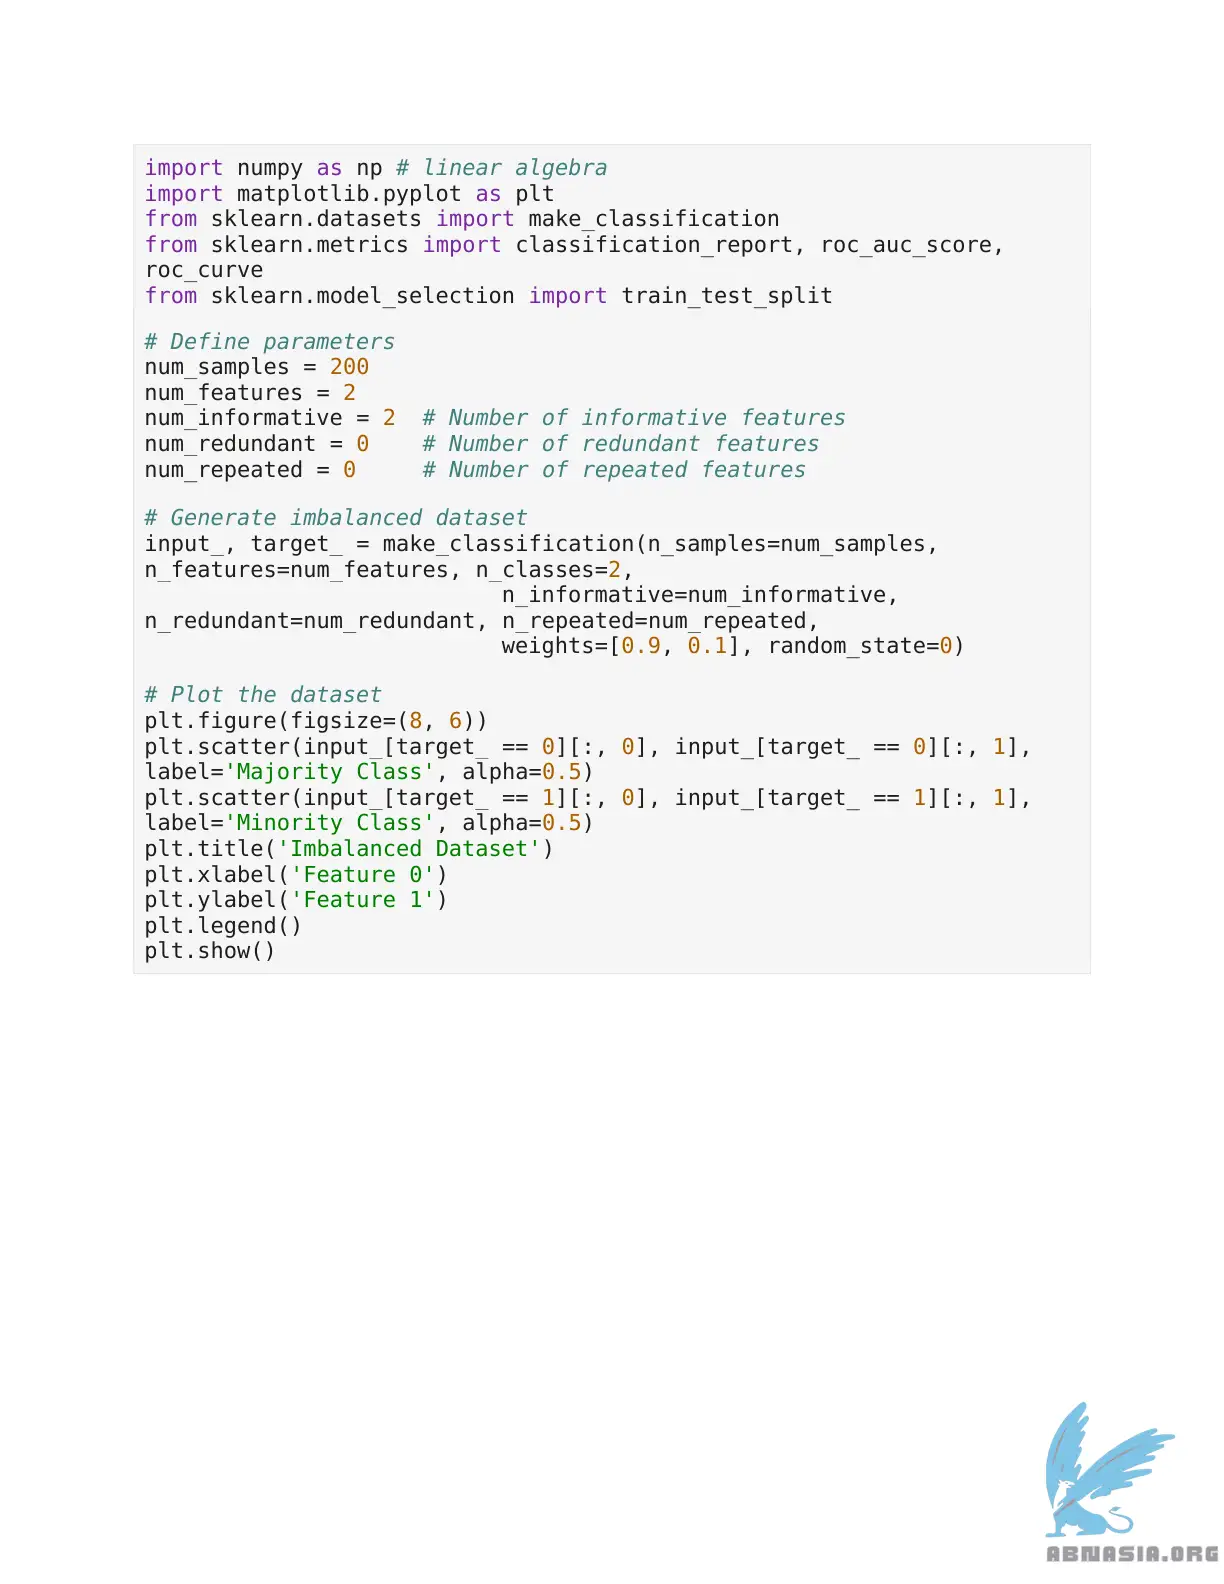 import numpy as np # linear algebra
import matplotlib.pyplot as plt
from sklearn.datasets import make_classification
from sklearn.metrics import classification_report, roc_auc_score,
roc_curve
from sklearn.model_selection import train_test_split

# Define parameters
num_samples = 200
num_features = 2
num_informative = 2  # Number of informative features
num_redundant = 0    # Number of redundant features
num_repeated = 0     # Number of repeated features

# Generate imbalanced dataset
input_, target_ = make_classification(n_samples=num_samples,
n_features=num_features, n_classes=2,
                           n_informative=num_informative,
n_redundant=num_redundant, n_repeated=num_repeated,
                           weights=[0.9, 0.1], random_state=0)

# Plot the dataset
plt.figure(figsize=(8, 6))
plt.scatter(input_[target_ == 0][:, 0], input_[target_ == 0][:, 1],
label='Majority Class', alpha=0.5)
plt.scatter(input_[target_ == 1][:, 0], input_[target_ == 1][:, 1],
label='Minority Class', alpha=0.5)
plt.title('Imbalanced Dataset')
plt.xlabel('Feature 0')
plt.ylabel('Feature 1')
plt.legend()
plt.show()
ABNASIA.ORG